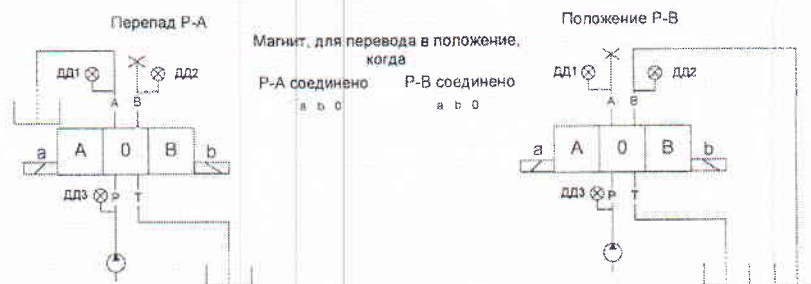 Перепад P-A
Положение P-B
Магнит, для перевода в положение,
когда
P-A соединено
P-B соединено
a b 0
a b 0
ДД1
ДД2
A B
a A 0 B b
ДД3 P T
ДД1
ДД2
A B
a A 0 B b
ДД3 P T